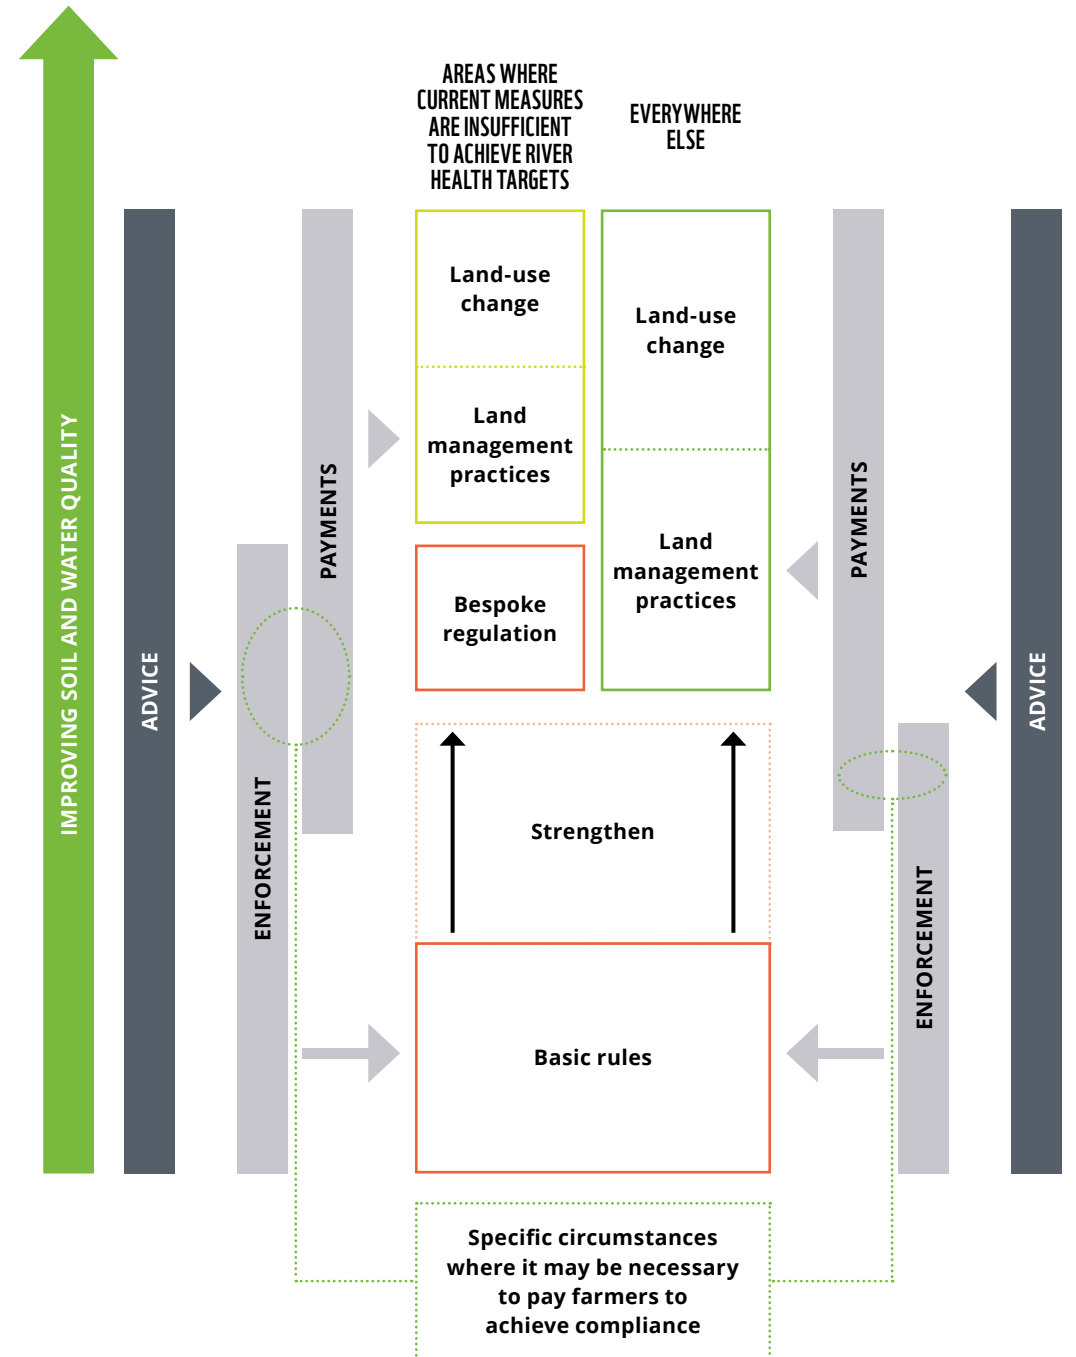 AREAS WHERE
CURRENT MEASURES
ARE INSUFFICIENT
TO ACHIEVE RIVER
HEALTH TARGETS
EVERYWHERE
ELSE
IMPROVING SOIL AND WATER QUALITY
ADVICE
ENFORCEMENT
PAYMENTS
Land-use
change
Land
management
practices
Bespoke
regulation
Land-use
change
Land
management
practices
Strengthen
Basic rules
PAYMENTS
ENFORCEMENT
ADVICE
Specific circumstances
where it may be necessary
to pay farmers to
achieve compliance